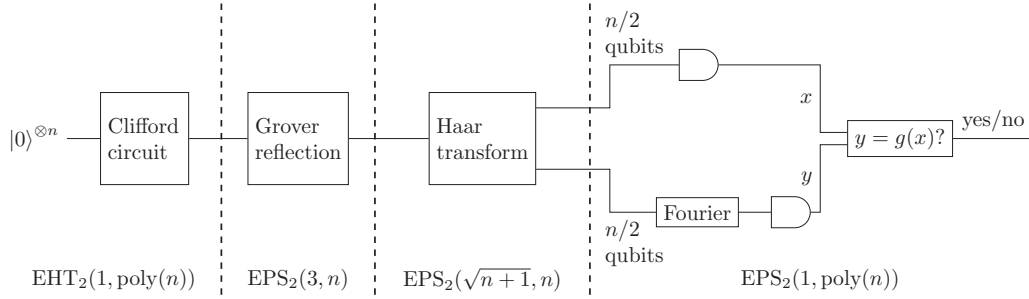 n/2
qubits
|0⟩^{⊗n}
Clifford
circuit
Grover
reflection
Haar
transform
x
y = g(x)?
yes/no
y
Fourier
n/2
qubits
EHT₂(1, poly(n))
EPS₂(3, n)
EPS₂(√(n+1), n)
EPS₂(1, poly(n))